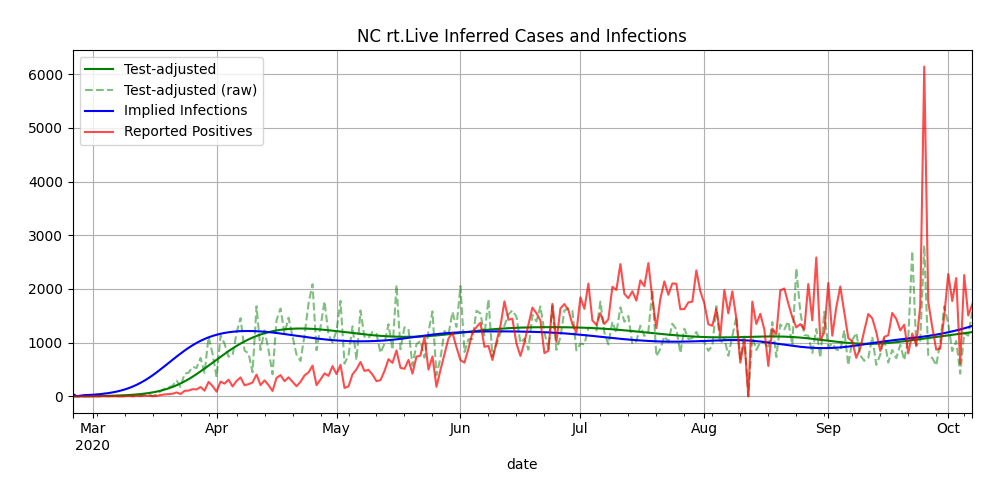 NC rt.Live Inferred Cases and Infections
Test-adjusted
Test-adjusted (raw)
Implied Infections
Reported Positives
6000
5000
4000
3000
2000
1000
0
Mar Apr May Jun Jul Aug Sep Oct
2020
date